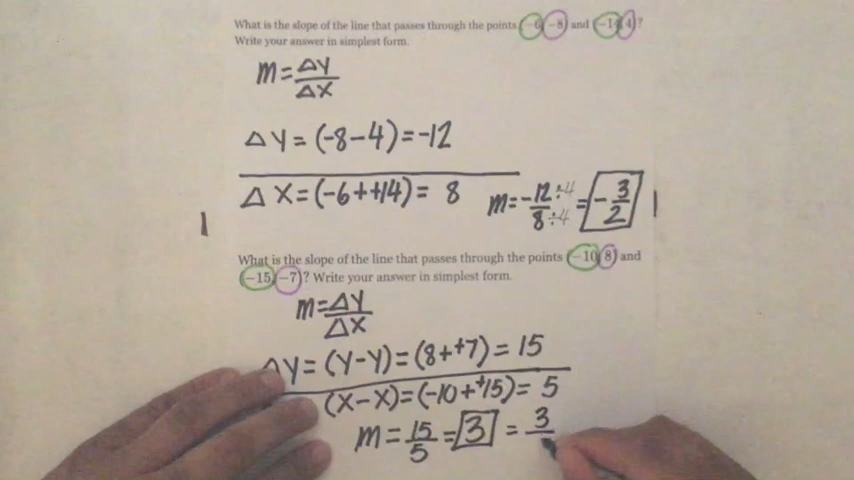 What is the slope of the line that passes through the points (−6, −8) and (−14, 4)?
Write your answer in simplest form.
m = ΔY/ΔX
ΔY = (-8-4) = -12
ΔX = (-6++14) = 8
m = -12÷4/8÷4 = -3/2
What is the slope of the line that passes through the points (−10, 8) and
(−15, −7)? Write your answer in simplest form.
m = ΔY/ΔX
ΔY = (Y-Y) = (8++7) = 15
(X-X) = (-10++15) = 5
m = 15/5 = 3 = 3/